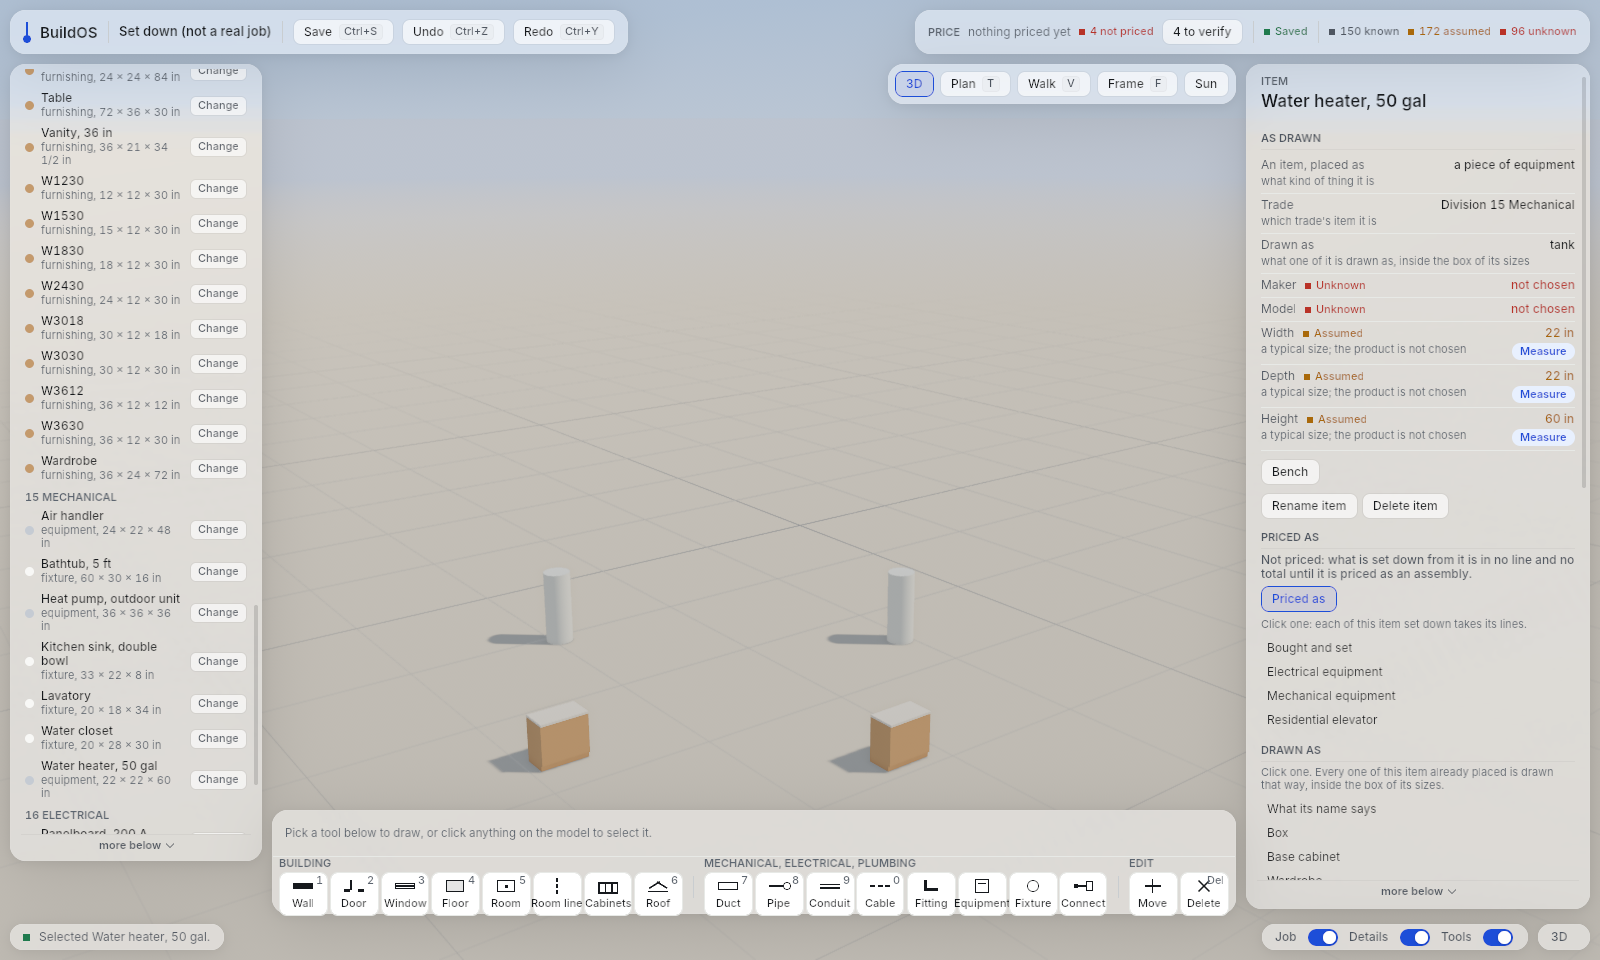 BuildOS
Set down (not a real job)
Save Ctrl+S
Undo Ctrl+Z
Redo Ctrl+Y
PRICE nothing priced yet 4 not priced 4 to verify Saved 150 known 172 assumed 96 unknown
furnishing, 24 × 24 × 84 in
Change
Table
furnishing, 72 × 36 × 30 in
Change
Vanity, 36 in
furnishing, 36 × 21 × 34
1/2 in
Change
W1230
furnishing, 12 × 12 × 30 in
Change
W1530
furnishing, 15 × 12 × 30 in
Change
W1830
furnishing, 18 × 12 × 30 in
Change
W2430
furnishing, 24 × 12 × 30 in
Change
W3018
furnishing, 30 × 12 × 18 in
Change
W3030
furnishing, 30 × 12 × 30 in
Change
W3612
furnishing, 36 × 12 × 12 in
Change
W3630
furnishing, 36 × 12 × 30 in
Change
Wardrobe
furnishing, 36 × 24 × 72 in
Change
15 MECHANICAL
Air handler
equipment, 24 × 22 × 48
in
Change
Bathtub, 5 ft
fixture, 60 × 30 × 16 in
Change
Heat pump, outdoor unit
equipment, 36 × 36 × 36
in
Change
Kitchen sink, double
bowl
fixture, 33 × 22 × 8 in
Change
Lavatory
fixture, 20 × 18 × 34 in
Change
Water closet
fixture, 20 × 28 × 30 in
Change
Water heater, 50 gal
equipment, 22 × 22 × 60
in
Change
16 ELECTRICAL
Panelboard, 200 A
more below
3D
Plan T
Walk V
Frame F
Sun
ITEM
Water heater, 50 gal
AS DRAWN
An item, placed as a piece of equipment
what kind of thing it is
Trade Division 15 Mechanical
which trade's item it is
Drawn as tank
what one of it is drawn as, inside the box of its sizes
Maker Unknown not chosen
Model Unknown not chosen
Width Assumed 22 in
a typical size; the product is not chosen Measure
Depth Assumed 22 in
a typical size; the product is not chosen Measure
Height Assumed 60 in
a typical size; the product is not chosen Measure
Bench
Rename item
Delete item
PRICED AS
Not priced: what is set down from it is in no line and no
total until it is priced as an assembly.
Priced as
Click one: each of this item set down takes its lines.
Bought and set
Electrical equipment
Mechanical equipment
Residential elevator
DRAWN AS
Click one. Every one of this item already placed is drawn
that way, inside the box of its sizes.
What its name says
Box
Base cabinet
Wardrobe
more below
Pick a tool below to draw, or click anything on the model to select it.
BUILDING
1 Wall
2 Door
3 Window
4 Floor
5 Room
Room line
Cabinets
6 Roof
MECHANICAL, ELECTRICAL, PLUMBING
7 Duct
8 Pipe
9 Conduit
0 Cable
Fitting
Equipment
Fixture
Connect
EDIT
Move
Del Delete
Selected Water heater, 50 gal.
Job
Details
Tools
3D